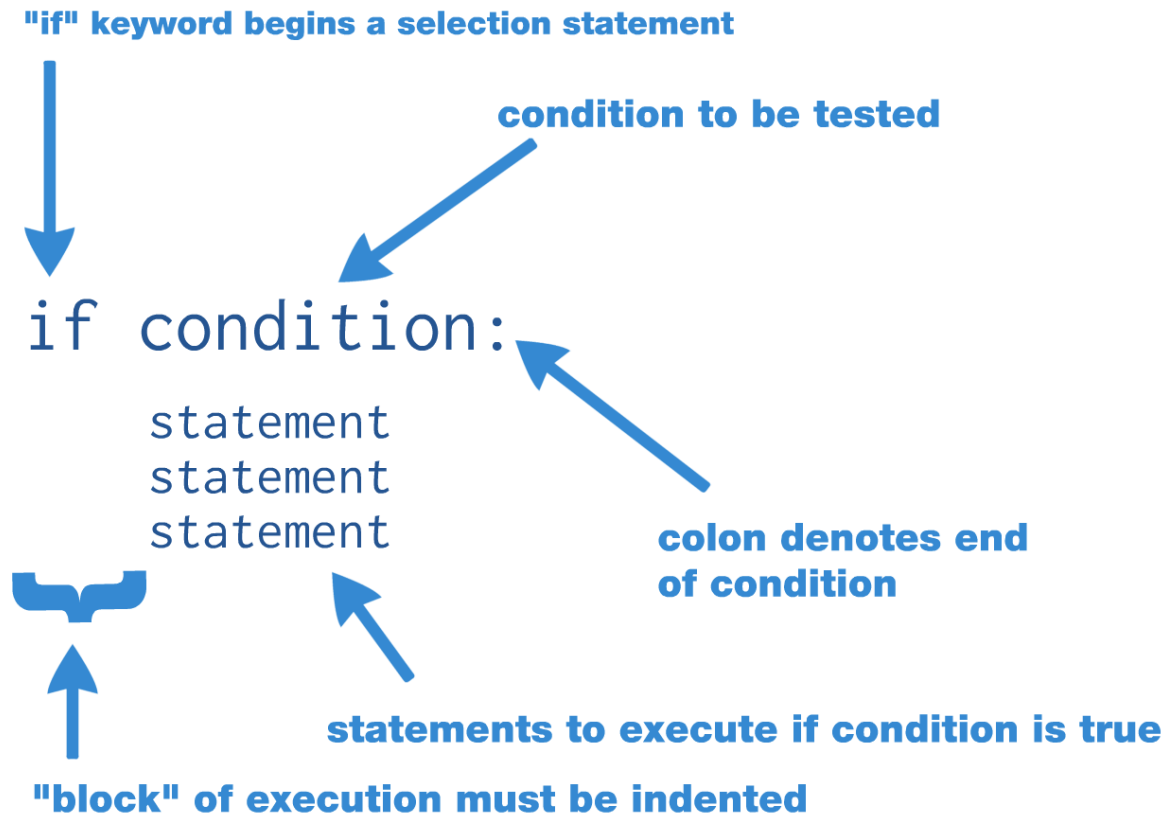 "if" keyword begins a selection statement
condition to be tested
if condition:
statement
statement
statement
colon denotes end
of condition
statements to execute if condition is true
"block" of execution must be indented